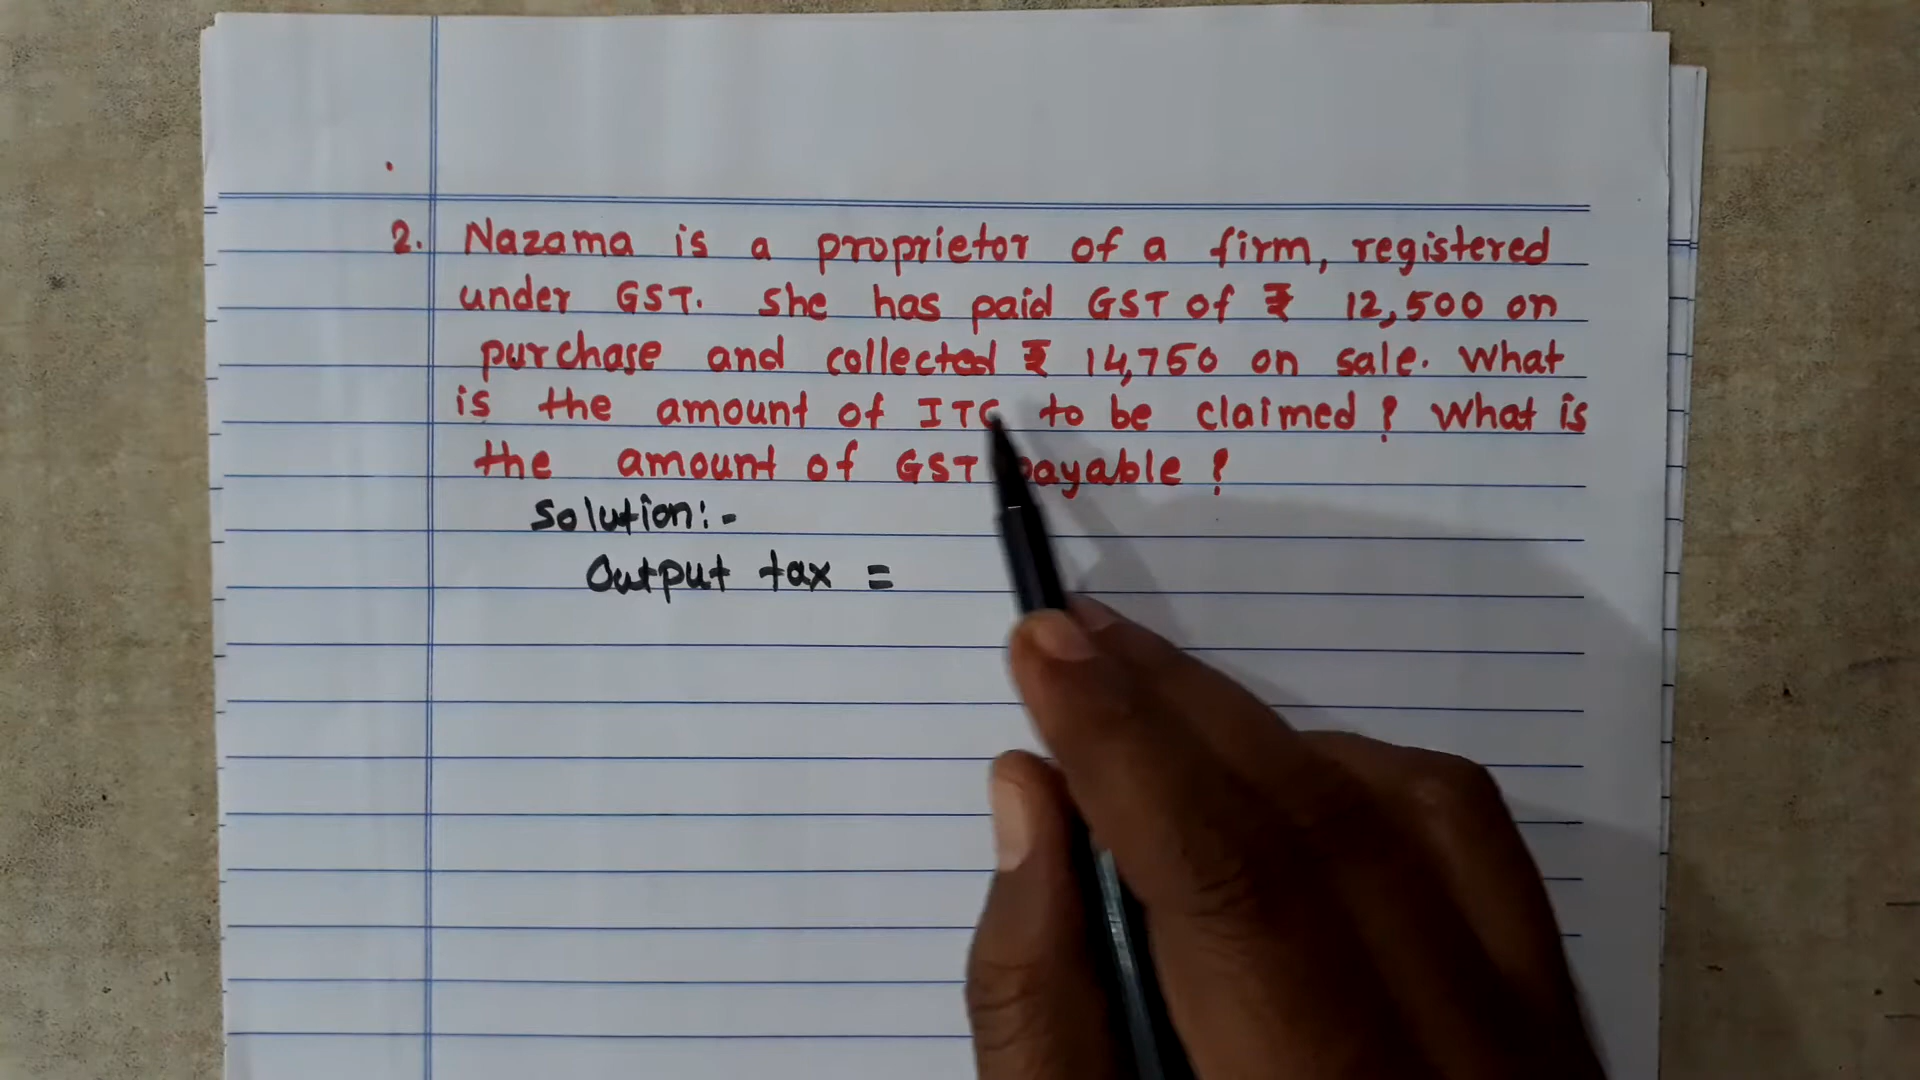 2. Nazama is a proprietor of a firm, registered
under GST. She has paid GST of ₹ 12,500 on
purchase and collected ₹ 14,750 on sale. What
is the amount of ITC to be claimed? What is
the amount of GST payable?
Solution:-
Output tax =